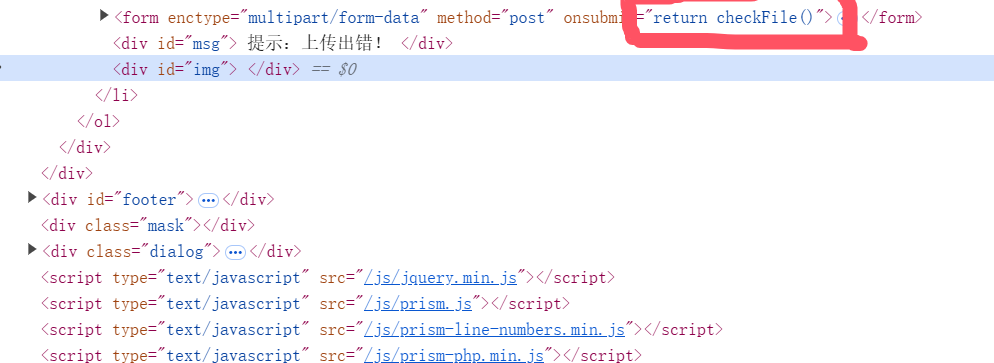 <form enctype="multipart/form-data" method="post" onsubmi="return checkFile()"> </form>
<div id="msg"> 提示：上传出错！ </div>
<div id="img"> </div> == $0
</li>
</ol>
</div>
</div>
<div id="footer"> </div>
<div class="mask"></div>
<div class="dialog"> </div>
<script type="text/javascript" src="/js/jquery.min.js"></script>
<script type="text/javascript" src="/js/prism.js"></script>
<script type="text/javascript" src="/js/prism-line-numbers.min.js"></script>
<script type="text/javascript" src="/js/prism-php.min.js"></script>